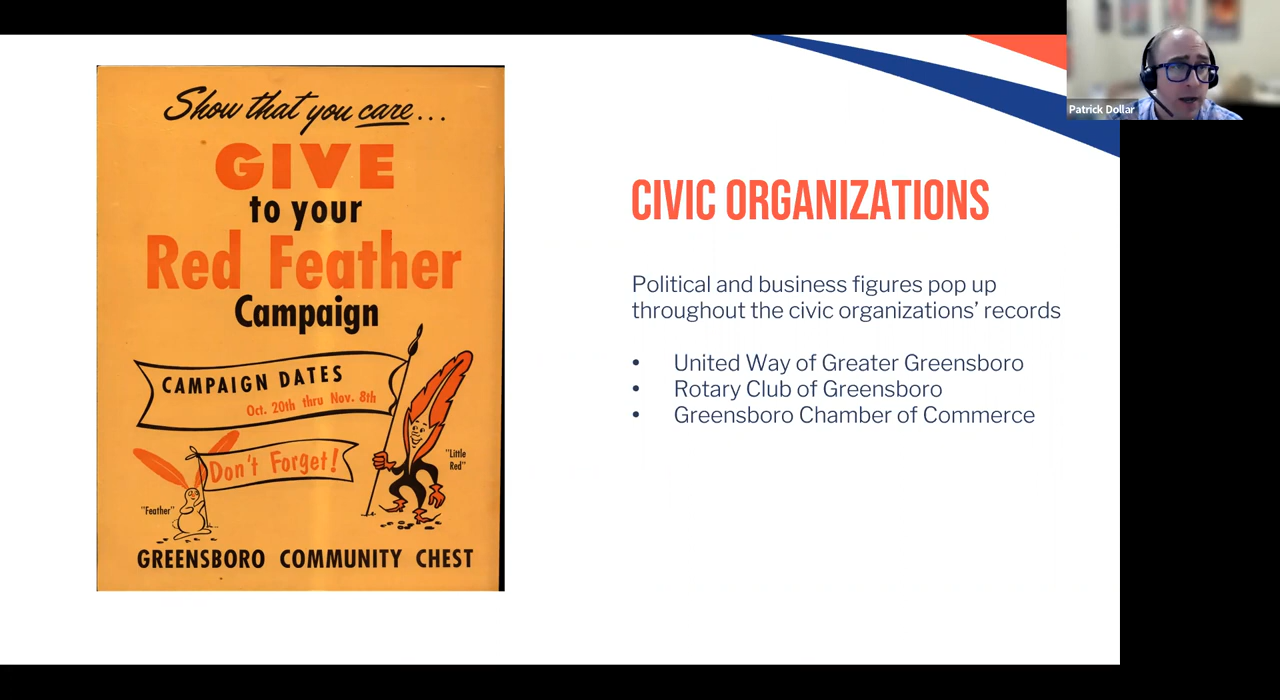 Show that you care...
GIVE
to your
Red Feather
Campaign
CAMPAIGN DATES
Oct. 20th thru Nov. 8th
Don't Forget!
"Little
Red"
"Feather"
GREENSBORO COMMUNITY CHEST
CIVIC ORGANIZATIONS
Political and business figures pop up
throughout the civic organizations' records
• United Way of Greater Greensboro
• Rotary Club of Greensboro
• Greensboro Chamber of Commerce
Patrick Dollar